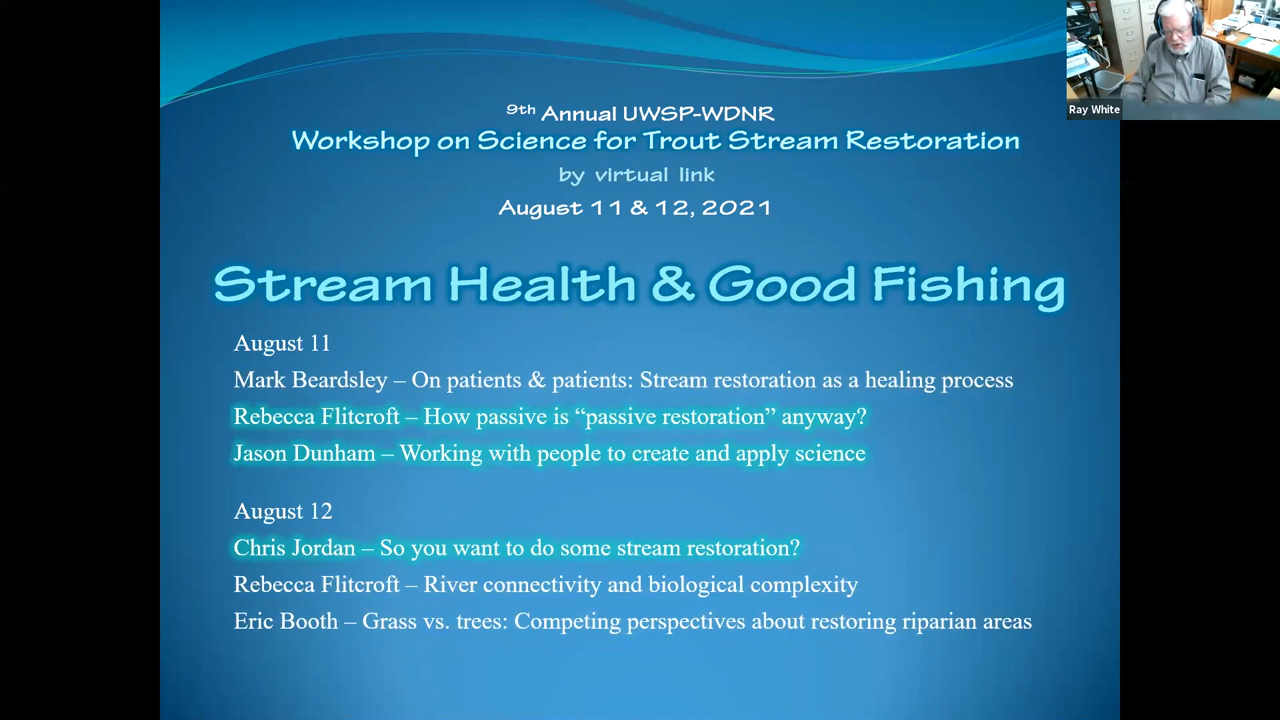 9th Annual UWSP-WDNR
Workshop on Science for Trout Stream Restoration
by virtual link
August 11 & 12, 2021
Stream Health & Good Fishing
August 11
Mark Beardsley – On patients & patients: Stream restoration as a healing process
Rebecca Flitcroft – How passive is “passive restoration” anyway?
Jason Dunham – Working with people to create and apply science
August 12
Chris Jordan – So you want to do some stream restoration?
Rebecca Flitcroft – River connectivity and biological complexity
Eric Booth – Grass vs. trees: Competing perspectives about restoring riparian areas
Ray White